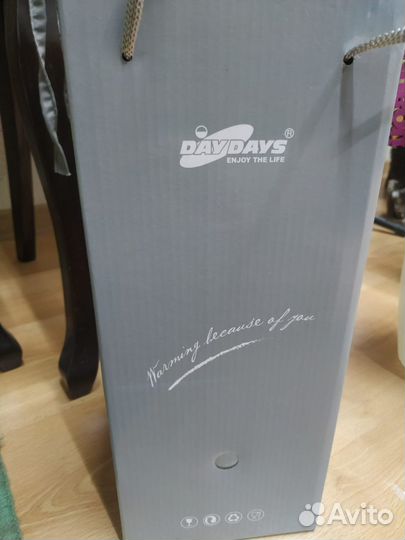 DAYDAYS®
ENJOY THE LIFE
Warming because of you
Avito